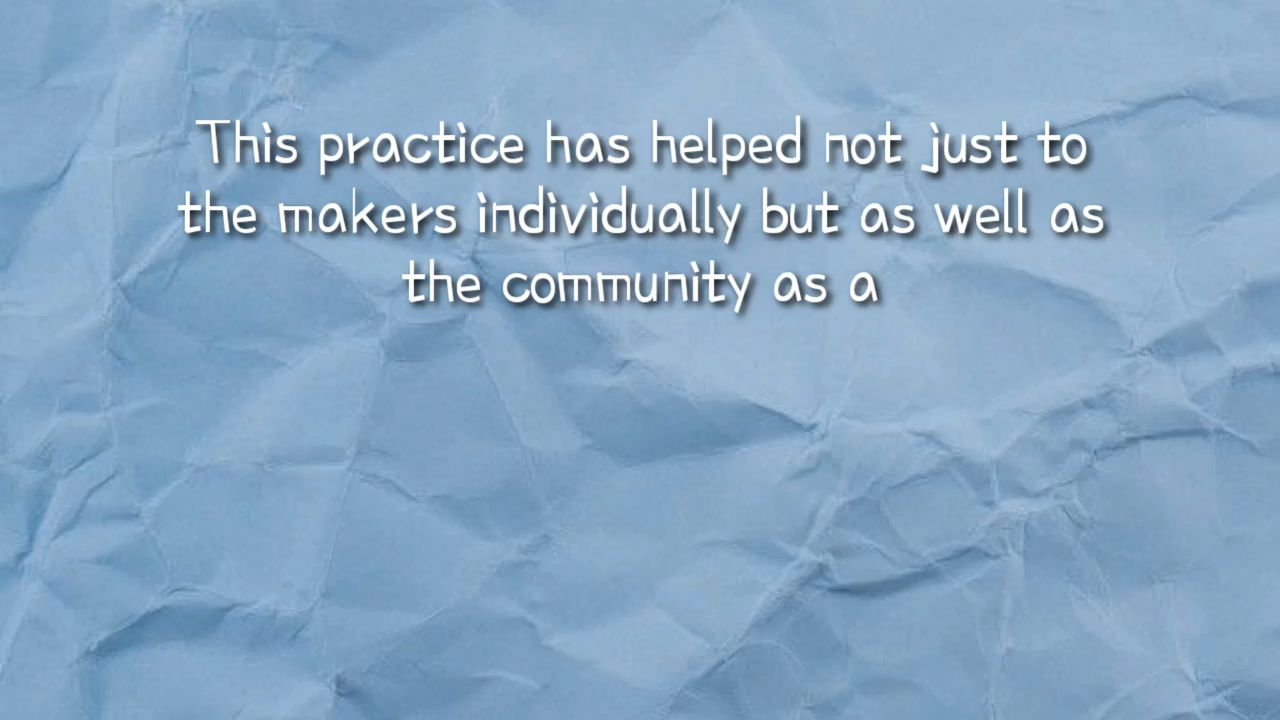 This practice has helped not just to
the makers individually but as well as
the community as a